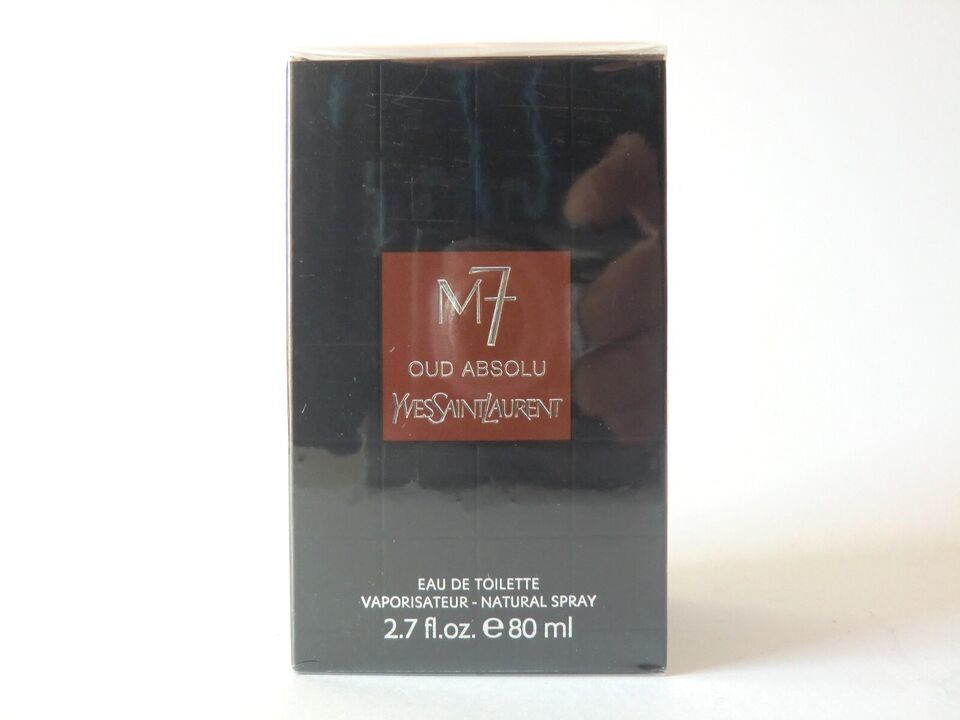 M7
OUD ABSOLU
YVESSAINTLAURENT
EAU DE TOILETTE
VAPORISATEUR - NATURAL SPRAY
2.7 fl.oz. ℮ 80 ml